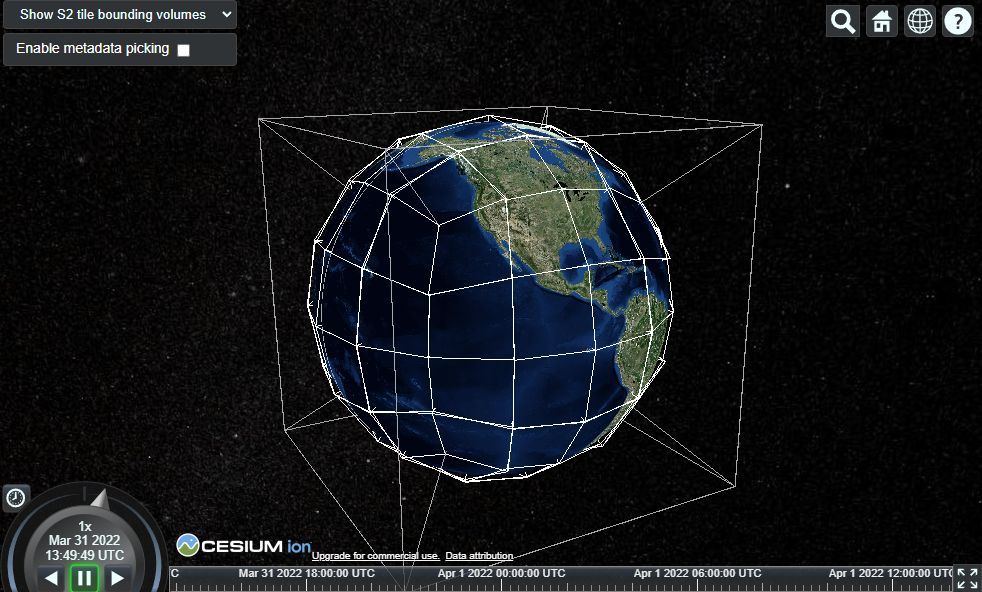 Show S2 tile bounding volumes
Enable metadata picking
?
1x
Mar 31 2022
13:49:49 UTC
CESIUM ion
Upgrade for commercial use. Data attribution
C
Mar 31 2022 18:00:00 UTC
Apr 1 2022 00:00:00 UTC
Apr 1 2022 06:00:00 UTC
Apr 1 2022 12:00:00 UTC